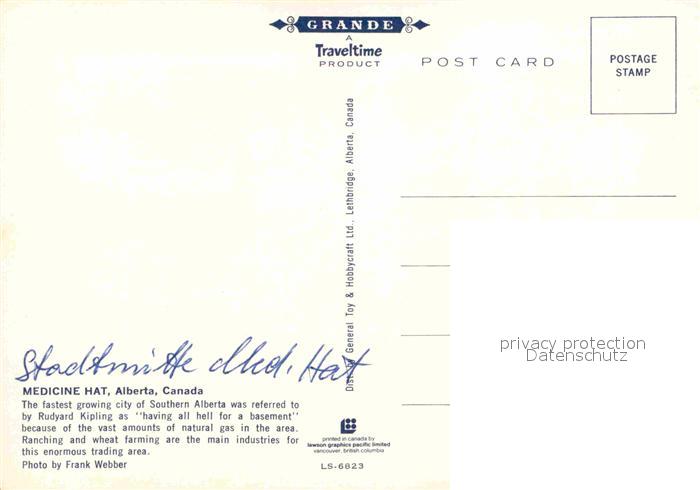 GRANDE
A
Traveltime
PRODUCT
POST CARD
POSTAGE
STAMP
Dist. by General Toy & Hobbycraft Ltd., Lethbridge, Alberta, Canada
privacy protection
Datenschutz
Stadtmitte Med. Hat
MEDICINE HAT, Alberta, Canada
The fastest growing city of Southern Alberta was referred to
by Rudyard Kipling as "having all hell for a basement"
because of the vast amounts of natural gas in the area.
Ranching and wheat farming are the main industries for
this enormous trading area.
Photo by Frank Webber
printed in canada by
lawson graphics pacific limited
vancouver, british columbia
LS-6823